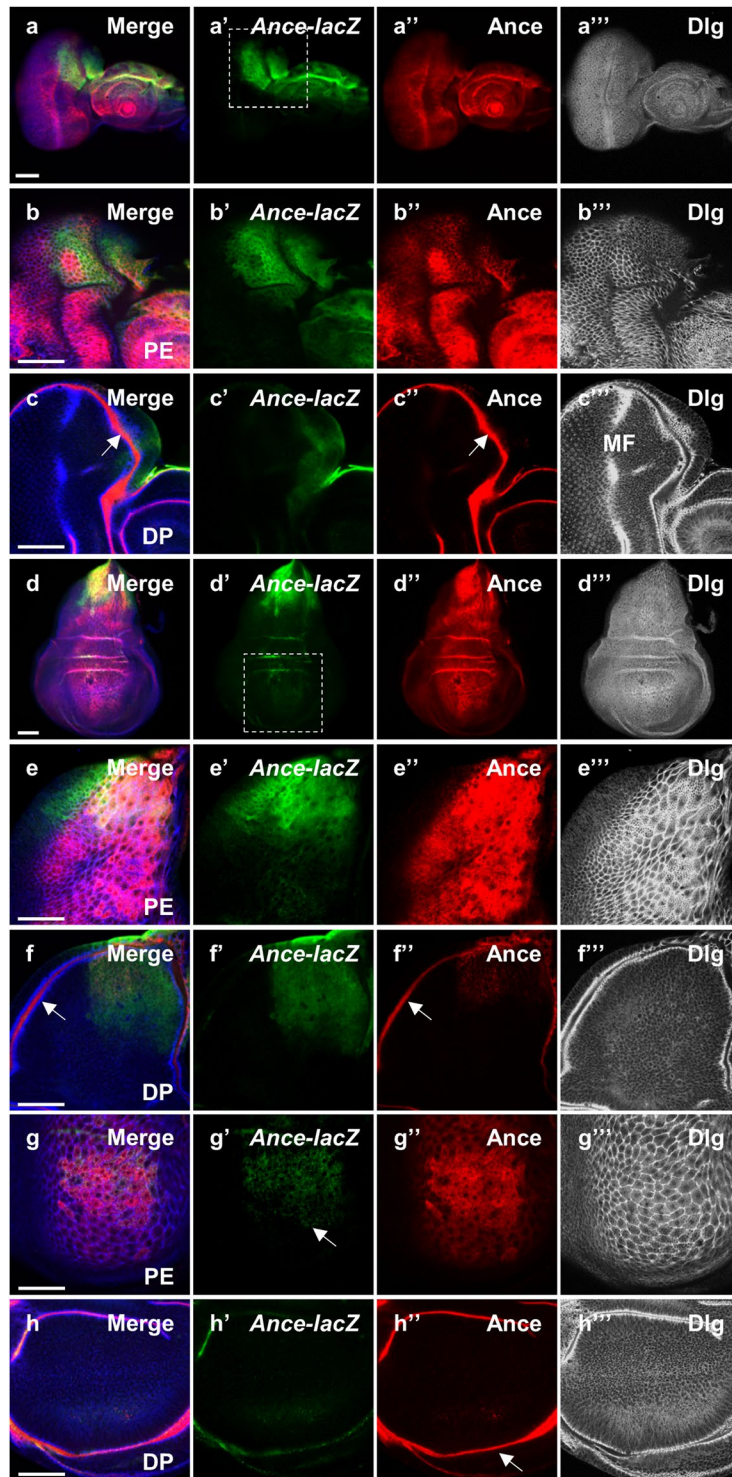 a Merge a’ Ance-lacZ a’’ Ance a’’’ Dlg
b Merge b’ Ance-lacZ b’’ Ance b’’’ Dlg
PE
c Merge c’ Ance-lacZ c’’ Ance c’’’ Dlg
MF
DP
d Merge d’ Ance-lacZ d’’ Ance d’’’ Dlg
e Merge e’ Ance-lacZ e’’ Ance e’’’ Dlg
PE
f Merge f’ Ance-lacZ f’’ Ance f’’’ Dlg
DP
g Merge g’ Ance-lacZ g’’ Ance g’’’ Dlg
PE
h Merge h’ Ance-lacZ h’’ Ance h’’’ Dlg
DP